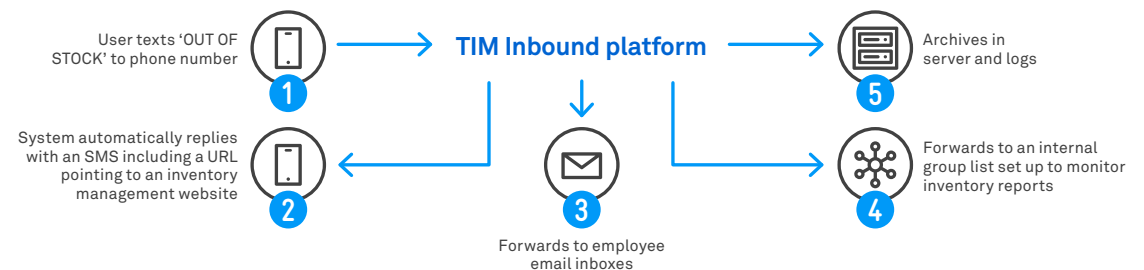 User texts ‘OUT OF
STOCK’ to phone number
1
TIM Inbound platform
Archives in
server and logs
5
System automatically replies
with an SMS including a URL
pointing to an inventory
management website
2
3
Forwards to employee
email inboxes
Forwards to an internal
group list set up to monitor
inventory reports
4